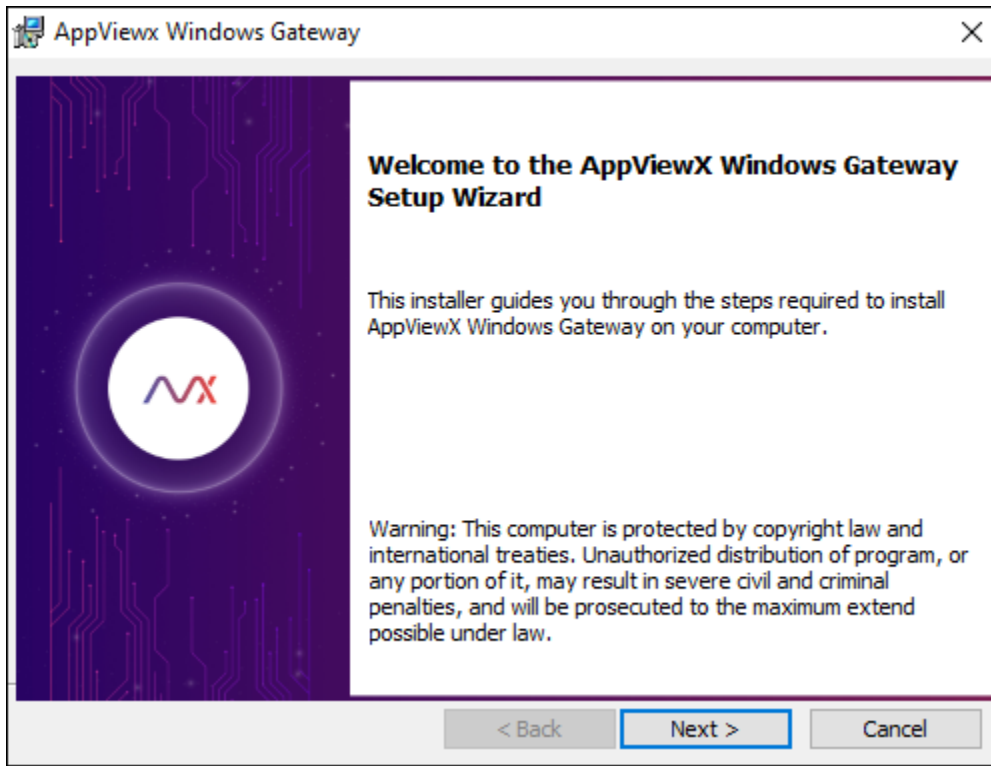 AppViewx Windows Gateway
Welcome to the AppViewX Windows Gateway
Setup Wizard
This installer guides you through the steps required to install
AppViewX Windows Gateway on your computer.
Warning: This computer is protected by copyright law and
international treaties. Unauthorized distribution of program, or
any portion of it, may result in severe civil and criminal
penalties, and will be prosecuted to the maximum extend
possible under law.
< Back
Next >
Cancel